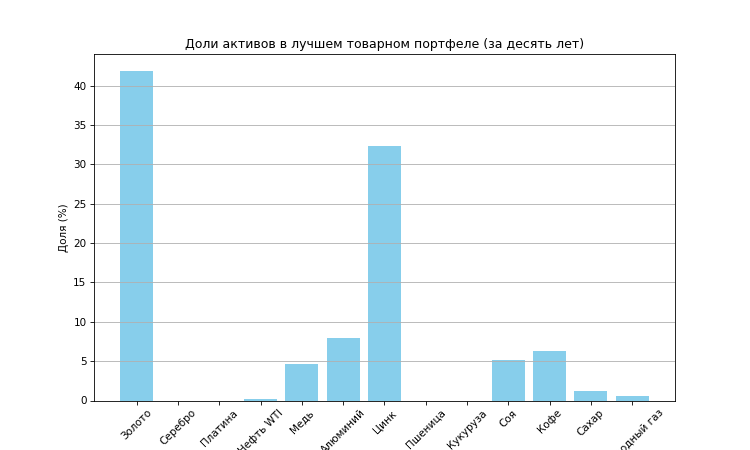 Доли активов в лучшем товарном портфеле (за десять лет)
Доля (%)
40
35
30
25
20
15
10
5
0
Золото
Серебро
Платина
Нефть WTI
Медь
Алюминий
Цинк
Пшеница
Кукуруза
Соя
Кофе
Сахар
газ